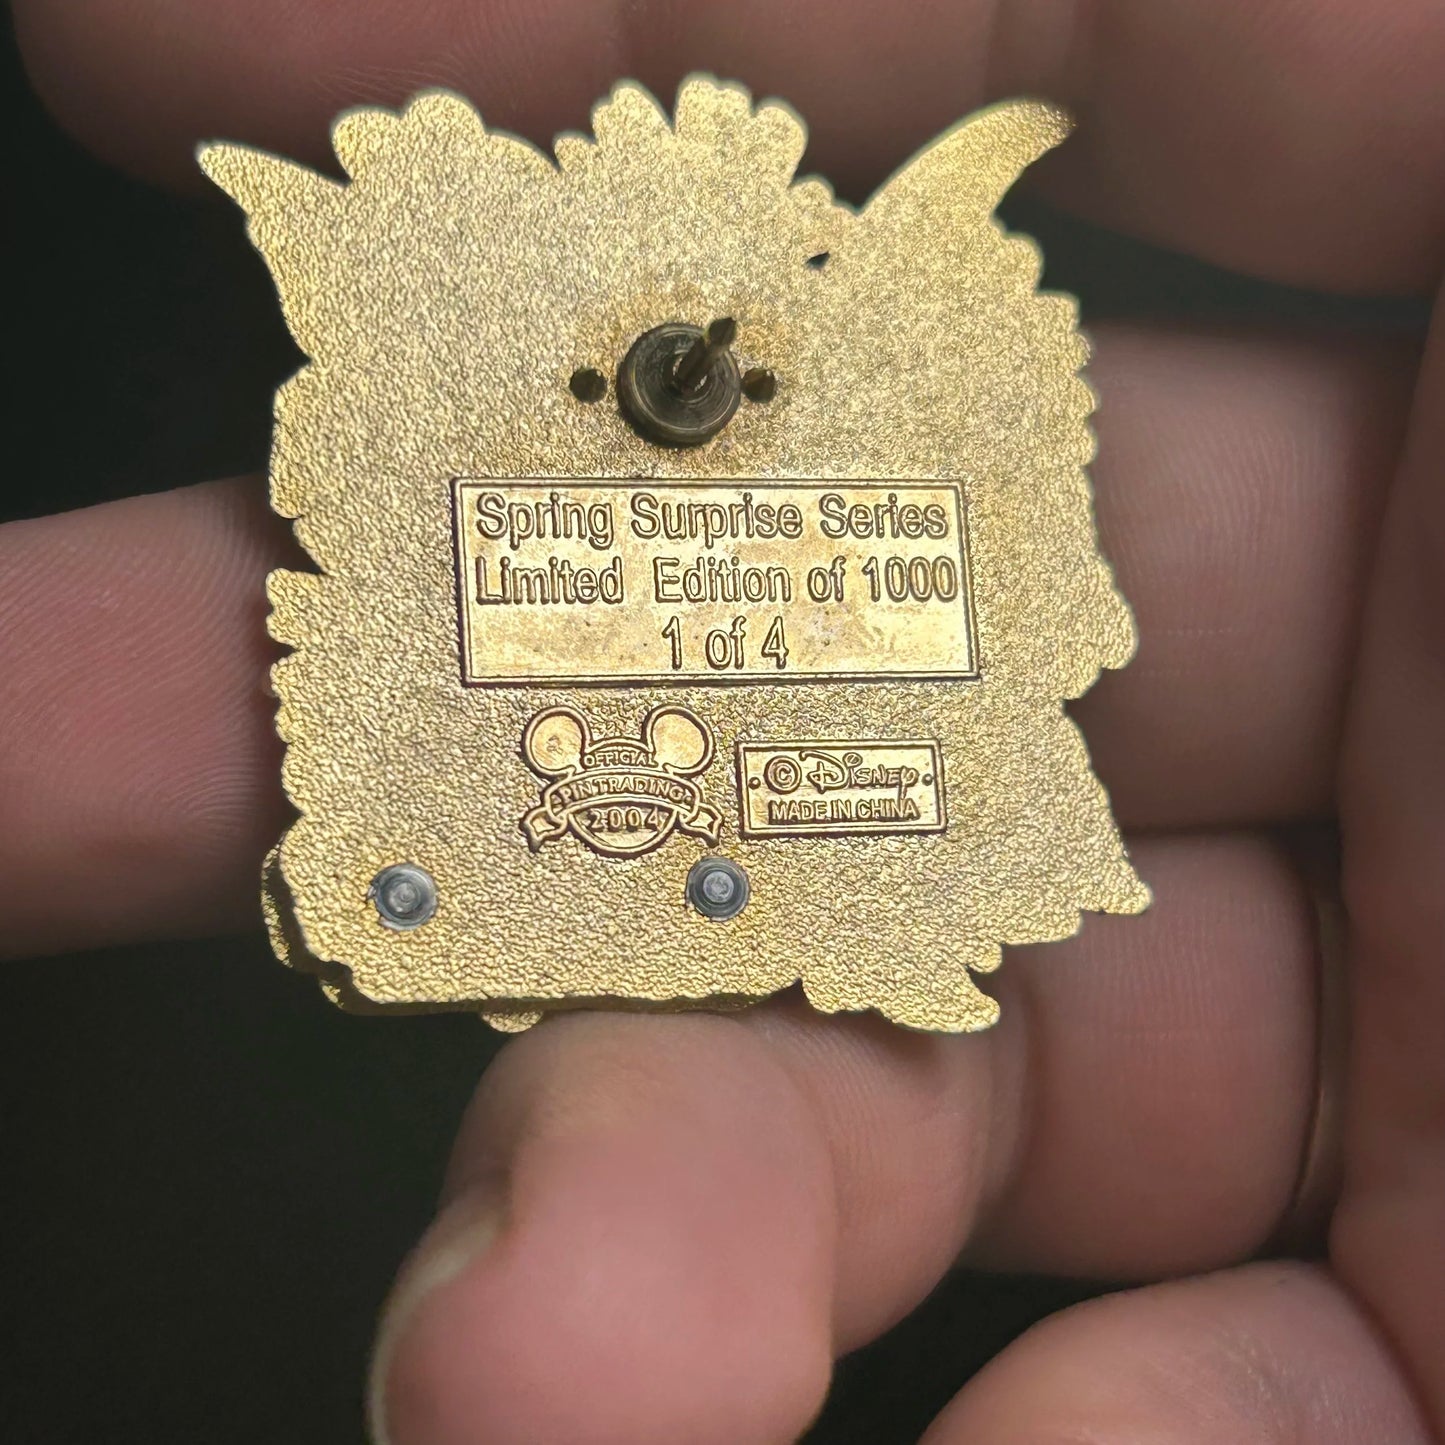 Spring Surprise Series
Limited Edition of 1000
1 of 4
OFFICIAL
PIN TRADING
2004
© Disney
MADE IN CHINA